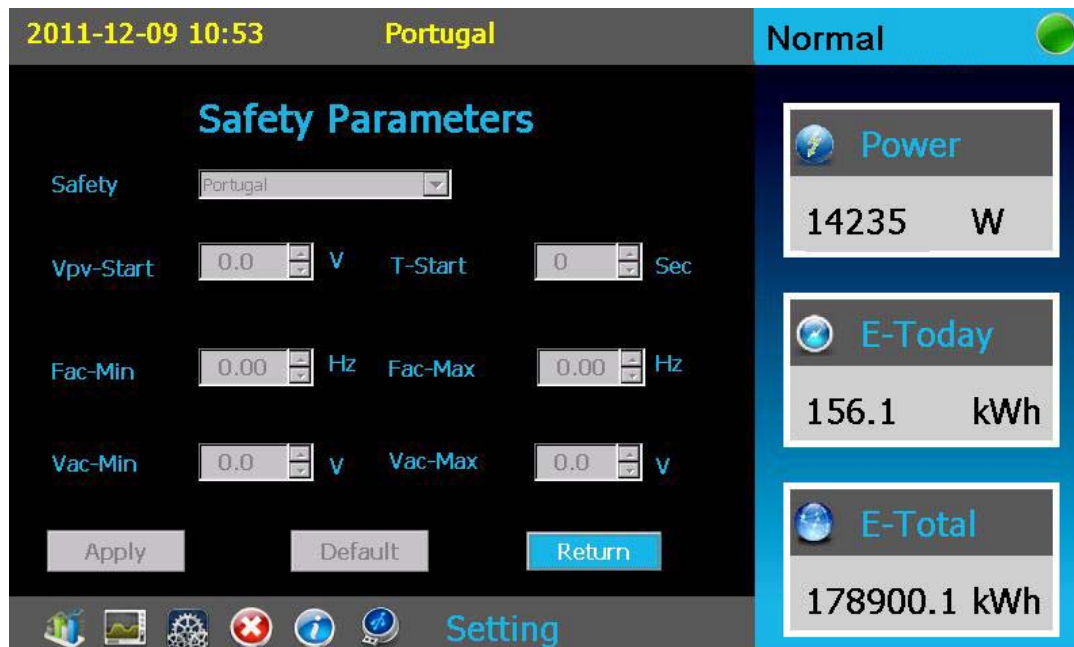 2011-12-09 10:53 Portugal
Normal
Safety Parameters
Safety Portugal
Vpv-Start 0.0 V T-Start 0 Sec
Fac-Min 0.00 Hz Fac-Max 0.00 Hz
Vac-Min 0.0 V Vac-Max 0.0 V
Apply Default Return
Setting
Power
14235 W
E-Today
156.1 kWh
E-Total
178900.1 kWh